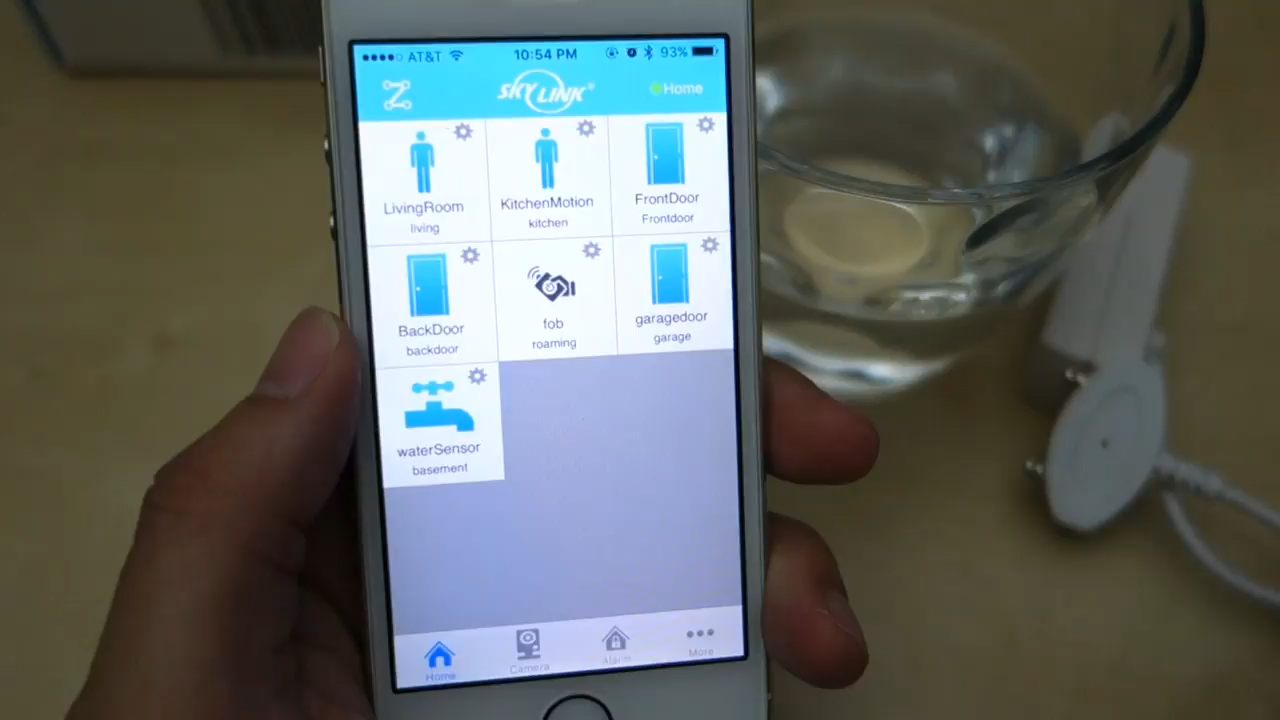 AT&T 10:54 PM 93%
SKYLINK® Home
LivingRoom KitchenMotion FrontDoor
living kitchen Frontdoor
BackDoor fob garagedoor
backdoor roaming garage
waterSensor
basement
Home Camera Alarm More